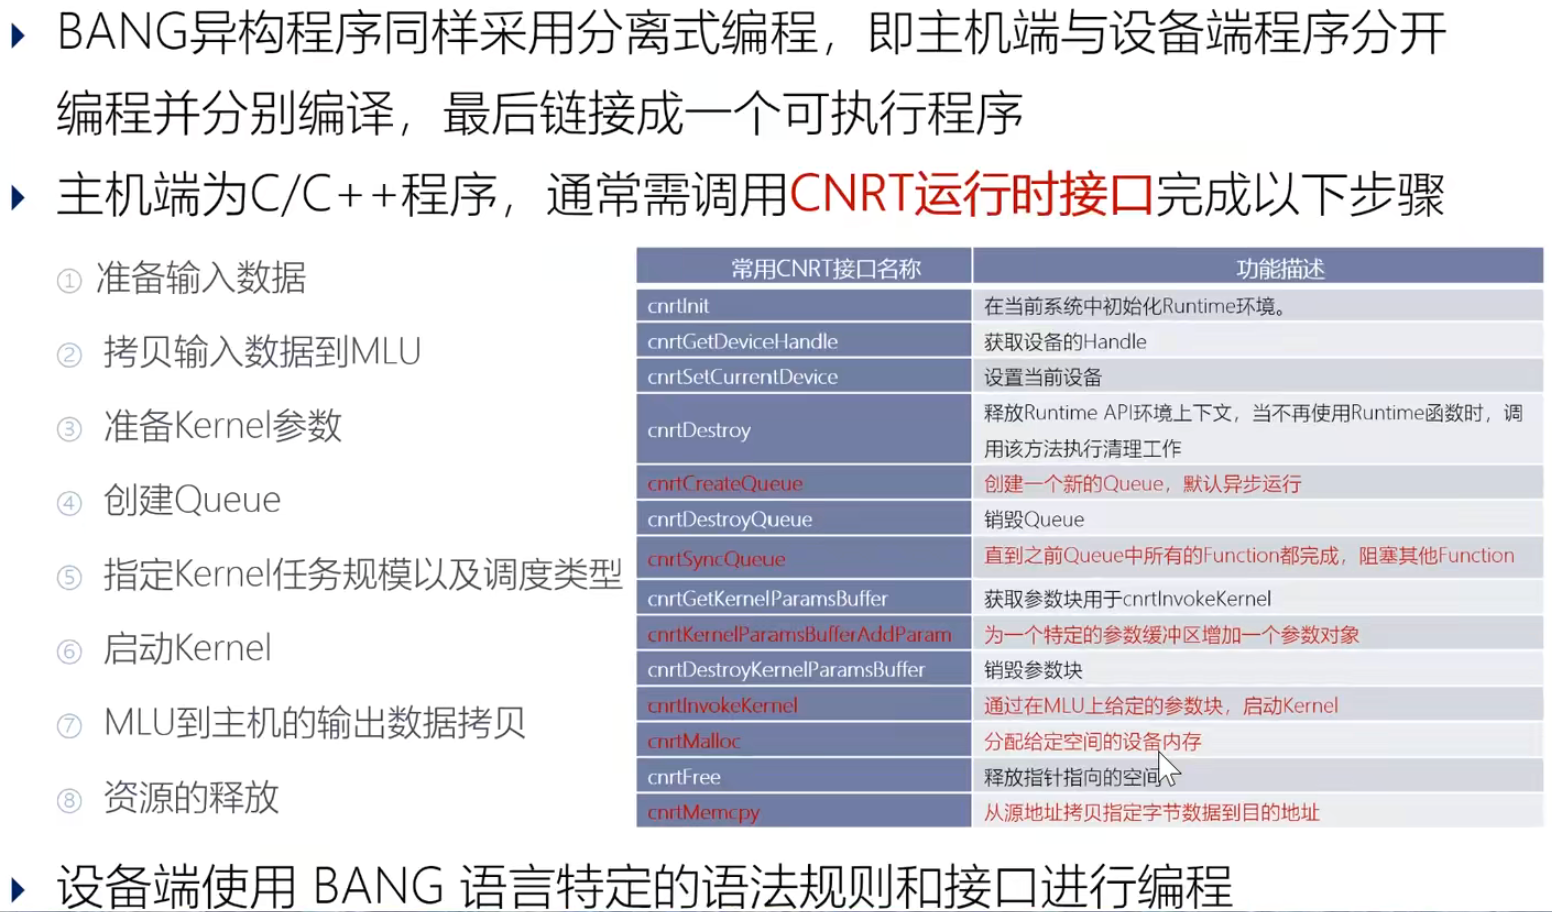 BANG异构程序同样采用分离式编程，即主机端与设备端程序分开
编程并分别编译，最后链接成一个可执行程序
主机端为C/C++程序，通常需调用CNRT运行时接口完成以下步骤
① 准备输入数据
② 拷贝输入数据到MLU
③ 准备Kernel参数
④ 创建Queue
⑤ 指定Kernel任务规模以及调度类型
⑥ 启动Kernel
⑦ MLU到主机的输出数据拷贝
⑧ 资源的释放
常用CNRT接口名称 功能描述
cnrtInit 在当前系统中初始化Runtime环境。
cnrtGetDeviceHandle 获取设备的Handle
cnrtSetCurrentDevice 设置当前设备
cnrtDestroy 释放Runtime API环境上下文，当不再使用Runtime函数时，调
用该方法执行清理工作
cnrtCreateQueue 创建一个新的Queue，默认异步运行
cnrtDestroyQueue 销毁Queue
cnrtSyncQueue 直到之前Queue中所有的Function都完成，阻塞其他Function
cnrtGetKernelParamsBuffer 获取参数块用于cnrtInvokeKernel
cnrtKernelParamsBufferAddParam 为一个特定的参数缓冲区增加一个参数对象
cnrtDestroyKernelParamsBuffer 销毁参数块
cnrtInvokeKernel 通过在MLU上给定的参数块，启动Kernel
cnrtMalloc 分配给定空间的设备内存
cnrtFree 释放指针指向的空间
cnrtMemcpy 从源地址拷贝指定字节数据到目的地址
设备端使用 BANG 语言特定的语法规则和接口进行编程